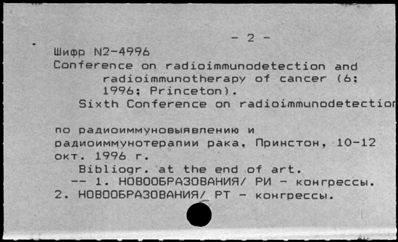 - 2 -
Шифр N2-4996
Conference on radioimmunodetection and
radioimmunotherapy of cancer (6;
1996; Princeton).
Sixth Conference on radioimmunodetection
по радиоиммуновыявлению и
радиоиммунотерапии рака, Принстон, 10-12
окт. 1996 г.
Bibliogr. at the end of art.
-- 1. НОВООБРАЗОВАНИЯ/ РИ - конгрессы.
2. НОВООБРАЗОВАНИЯ/ РТ - конгрессы.